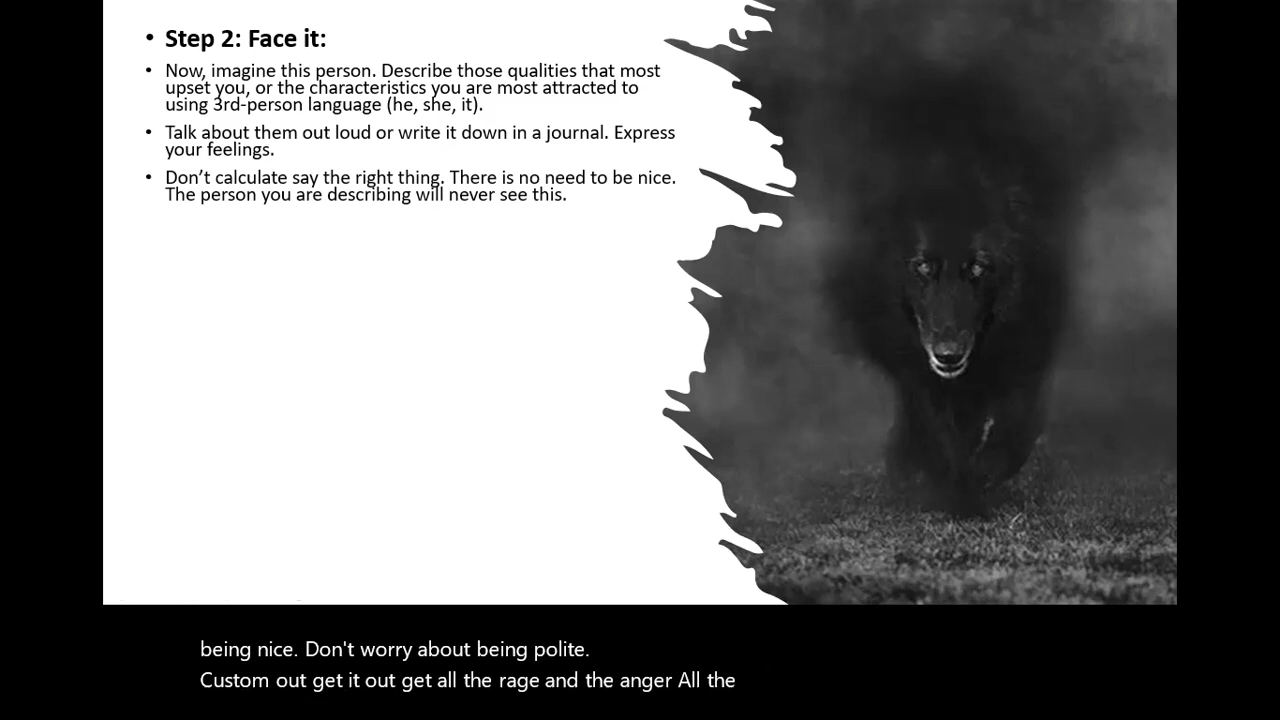 • Step 2: Face it:
• Now, imagine this person. Describe those qualities that most
upset you, or the characteristics you are most attracted to
using 3rd-person language (he, she, it).
• Talk about them out loud or write it down in a journal. Express
your feelings.
• Don’t calculate say the right thing. There is no need to be nice.
The person you are describing will never see this.
being nice. Don't worry about being polite.
Custom out get it out get all the rage and the anger All the